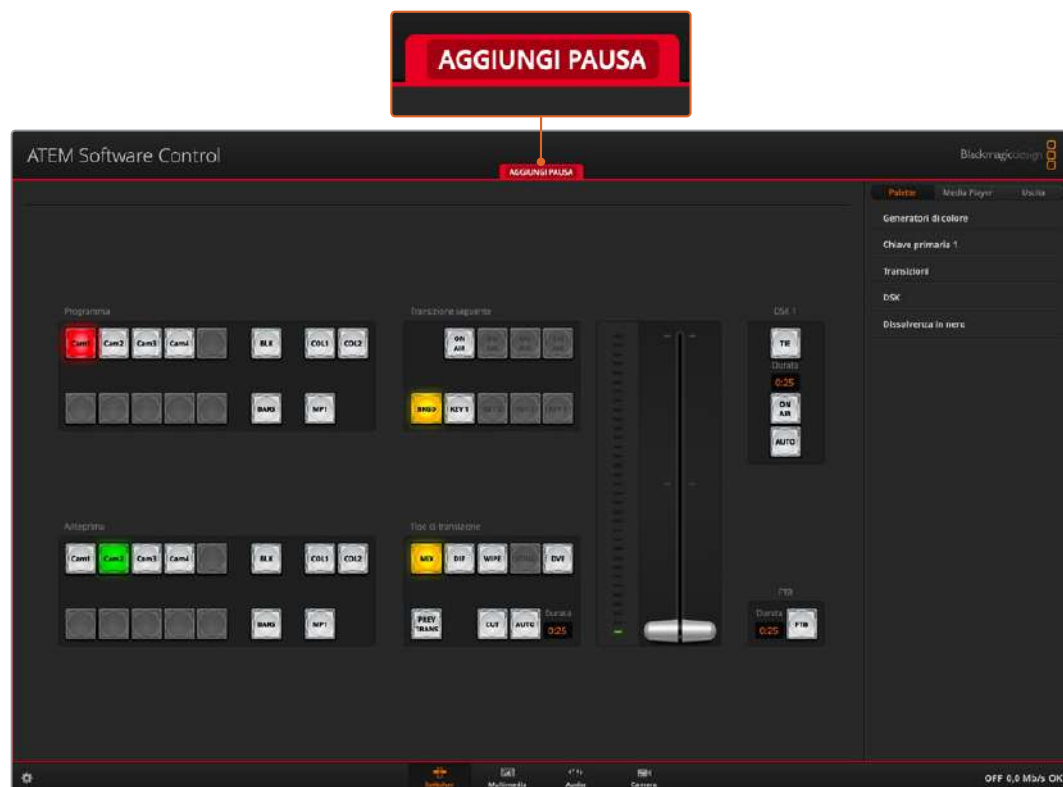 AGGIUNGI PAUSA
ATEM Software Control
Blackmagicdesign
AGGIUNGI PAUSA
Palette Media Player Uscita
Generatori di colore
Chiave primaria 1
Transizioni
DSK
Dissolvenza in nero
Programma
Cam1 Cam2 Cam3 Cam4 BLK COL1 COL2
BARS MP1
Transizione seguente
ON AIR
BKGD KEY 1
DSK 1
TIE
Durata
0:25
ON AIR
AUTO
Anteprima
Cam1 Cam2 Cam3 Cam4 BLK COL1 COL2
BARS MP1
Tipo di transizione
MIX DIP WIPE DVE
PREV TRANS CUT AUTO
Durata
0:25
FTB
Durata
0:25 FTB
Switcher Multimedia Audio Camera
OFF 0,0 Mb/s OK